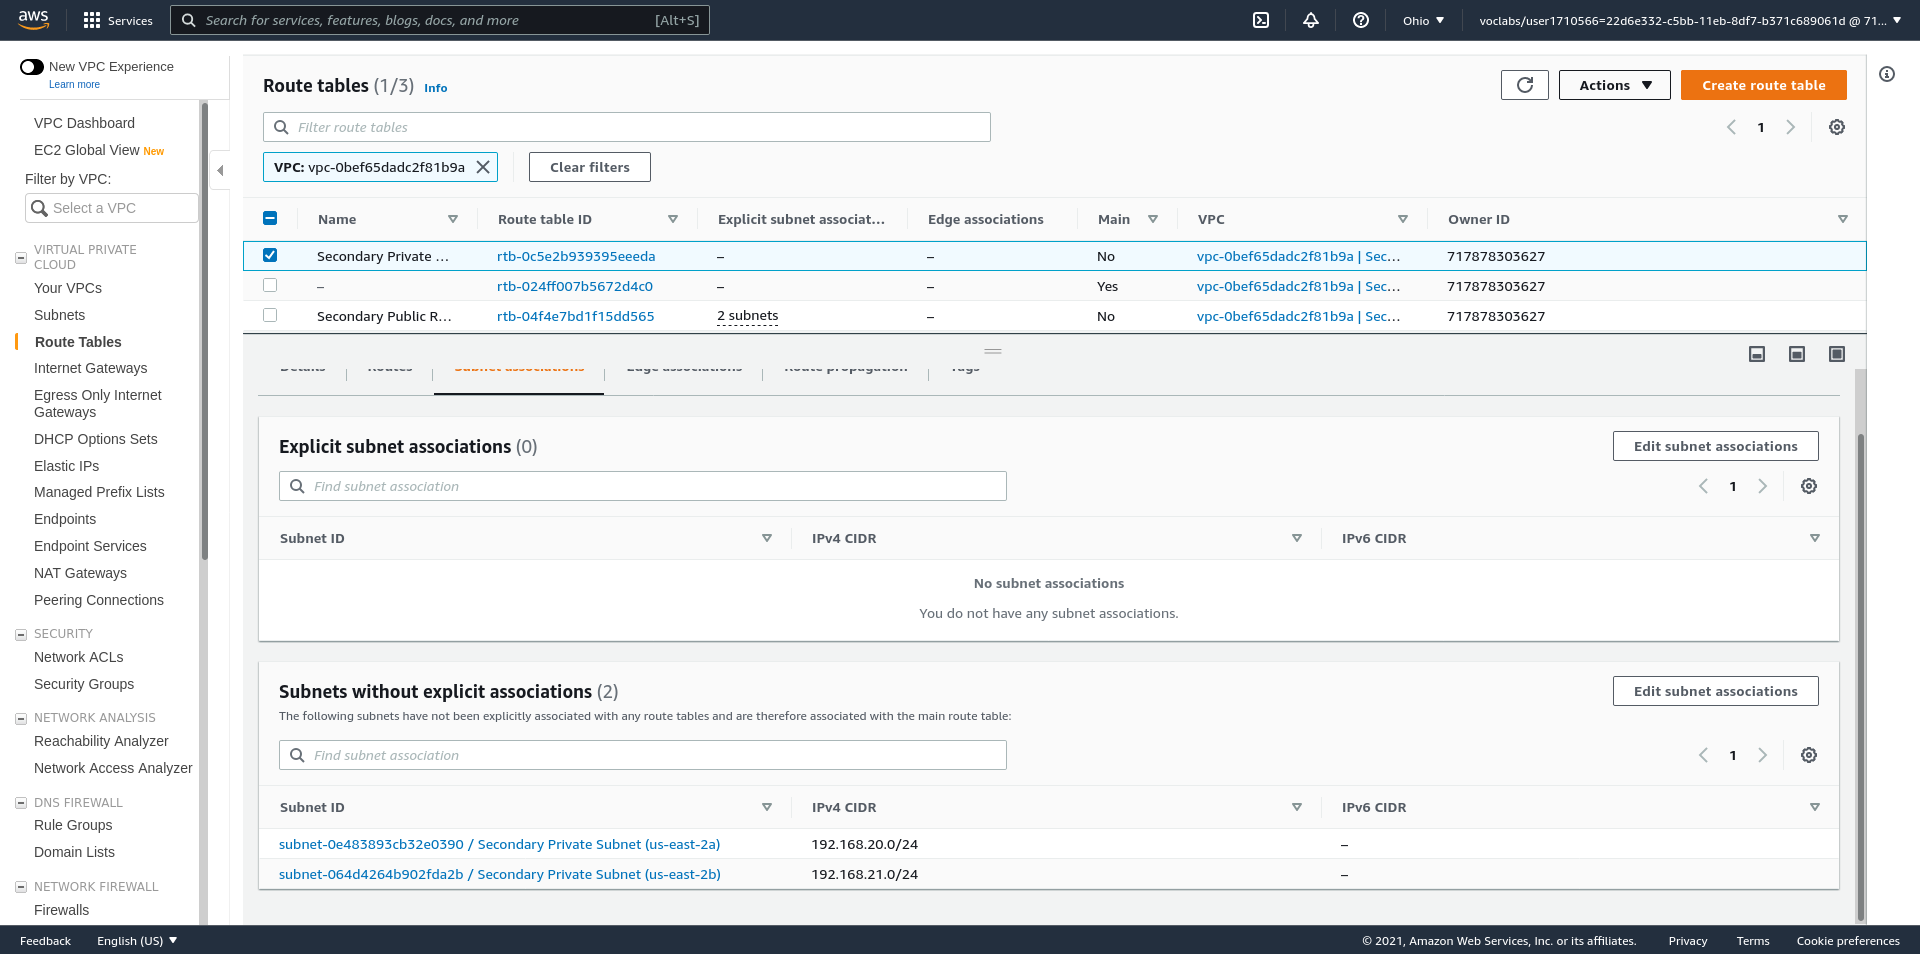 aws
Services
Search for services, features, blogs, docs, and more
[Alt+S]
Ohio
voclabs/user1710566=22d6e332-c5bb-11eb-8df7-b371c689061d @ 71...
New VPC Experience
Learn more
VPC Dashboard
EC2 Global View New
Filter by VPC:
Select a VPC
VIRTUAL PRIVATE
CLOUD
Your VPCs
Subnets
Route Tables
Internet Gateways
Egress Only Internet
Gateways
DHCP Options Sets
Elastic IPs
Managed Prefix Lists
Endpoints
Endpoint Services
NAT Gateways
Peering Connections
SECURITY
Network ACLs
Security Groups
NETWORK ANALYSIS
Reachability Analyzer
Network Access Analyzer
DNS FIREWALL
Rule Groups
Domain Lists
NETWORK FIREWALL
Firewalls
Route tables (1/3) Info
Actions
Create route table
Filter route tables
1
VPC: vpc-0bef65dadc2f81b9a
Clear filters
Name Route table ID Explicit subnet associat... Edge associations Main VPC Owner ID
Secondary Private ... rtb-0c5e2b939395eeeda – – No vpc-0bef65dadc2f81b9a | Sec... 717878303627
– rtb-024ff007b5672d4c0 – – Yes vpc-0bef65dadc2f81b9a | Sec... 717878303627
Secondary Public R... rtb-04f4e7bd1f15dd565 2 subnets – No vpc-0bef65dadc2f81b9a | Sec... 717878303627
Details Routes Subnet associations Edge associations Route propagation Tags
Explicit subnet associations (0)
Edit subnet associations
Find subnet association
1
Subnet ID IPv4 CIDR IPv6 CIDR
No subnet associations
You do not have any subnet associations.
Subnets without explicit associations (2)
Edit subnet associations
The following subnets have not been explicitly associated with any route tables and are therefore associated with the main route table:
Find subnet association
1
Subnet ID IPv4 CIDR IPv6 CIDR
subnet-0e483893cb32e0390 / Secondary Private Subnet (us-east-2a) 192.168.20.0/24 –
subnet-064d4264b902fda2b / Secondary Private Subnet (us-east-2b) 192.168.21.0/24 –
Feedback
English (US)
© 2021, Amazon Web Services, Inc. or its affiliates.
Privacy
Terms
Cookie preferences